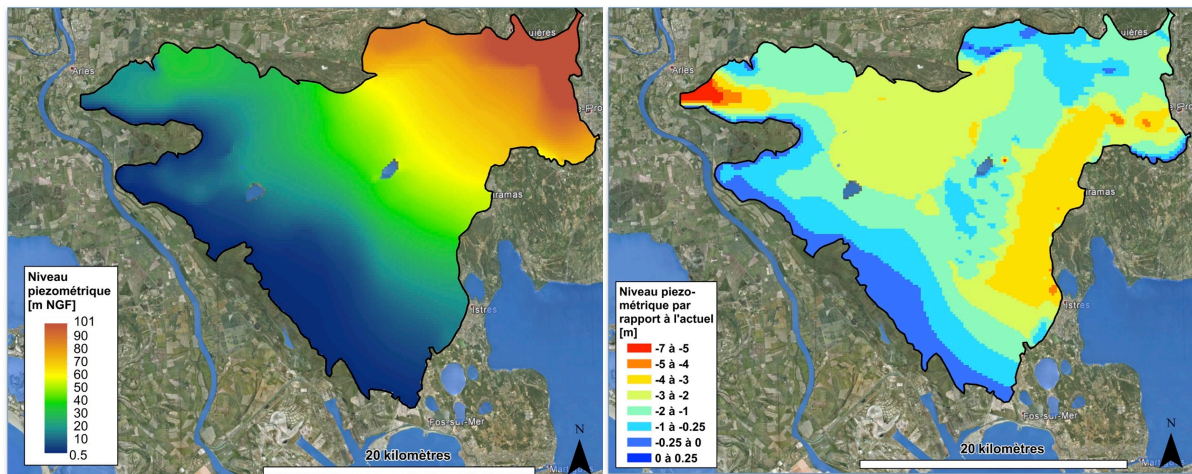 Arles
Istres
Fos-sur-Mer
Niveau
piezométrique
[m NGF]
101
90
80
70
60
50
40
30
20
10
0.5
20 kilomètres
N
Arles
Istres
Fos-sur-Mer
Niveau piezo-
métrique par
rapport à l'actuel
[m]
-7 à -5
-5 à -4
-4 à -3
-3 à -2
-2 à -1
-1 à -0.25
-0.25 à 0
0 à 0.25
20 kilomètres
N